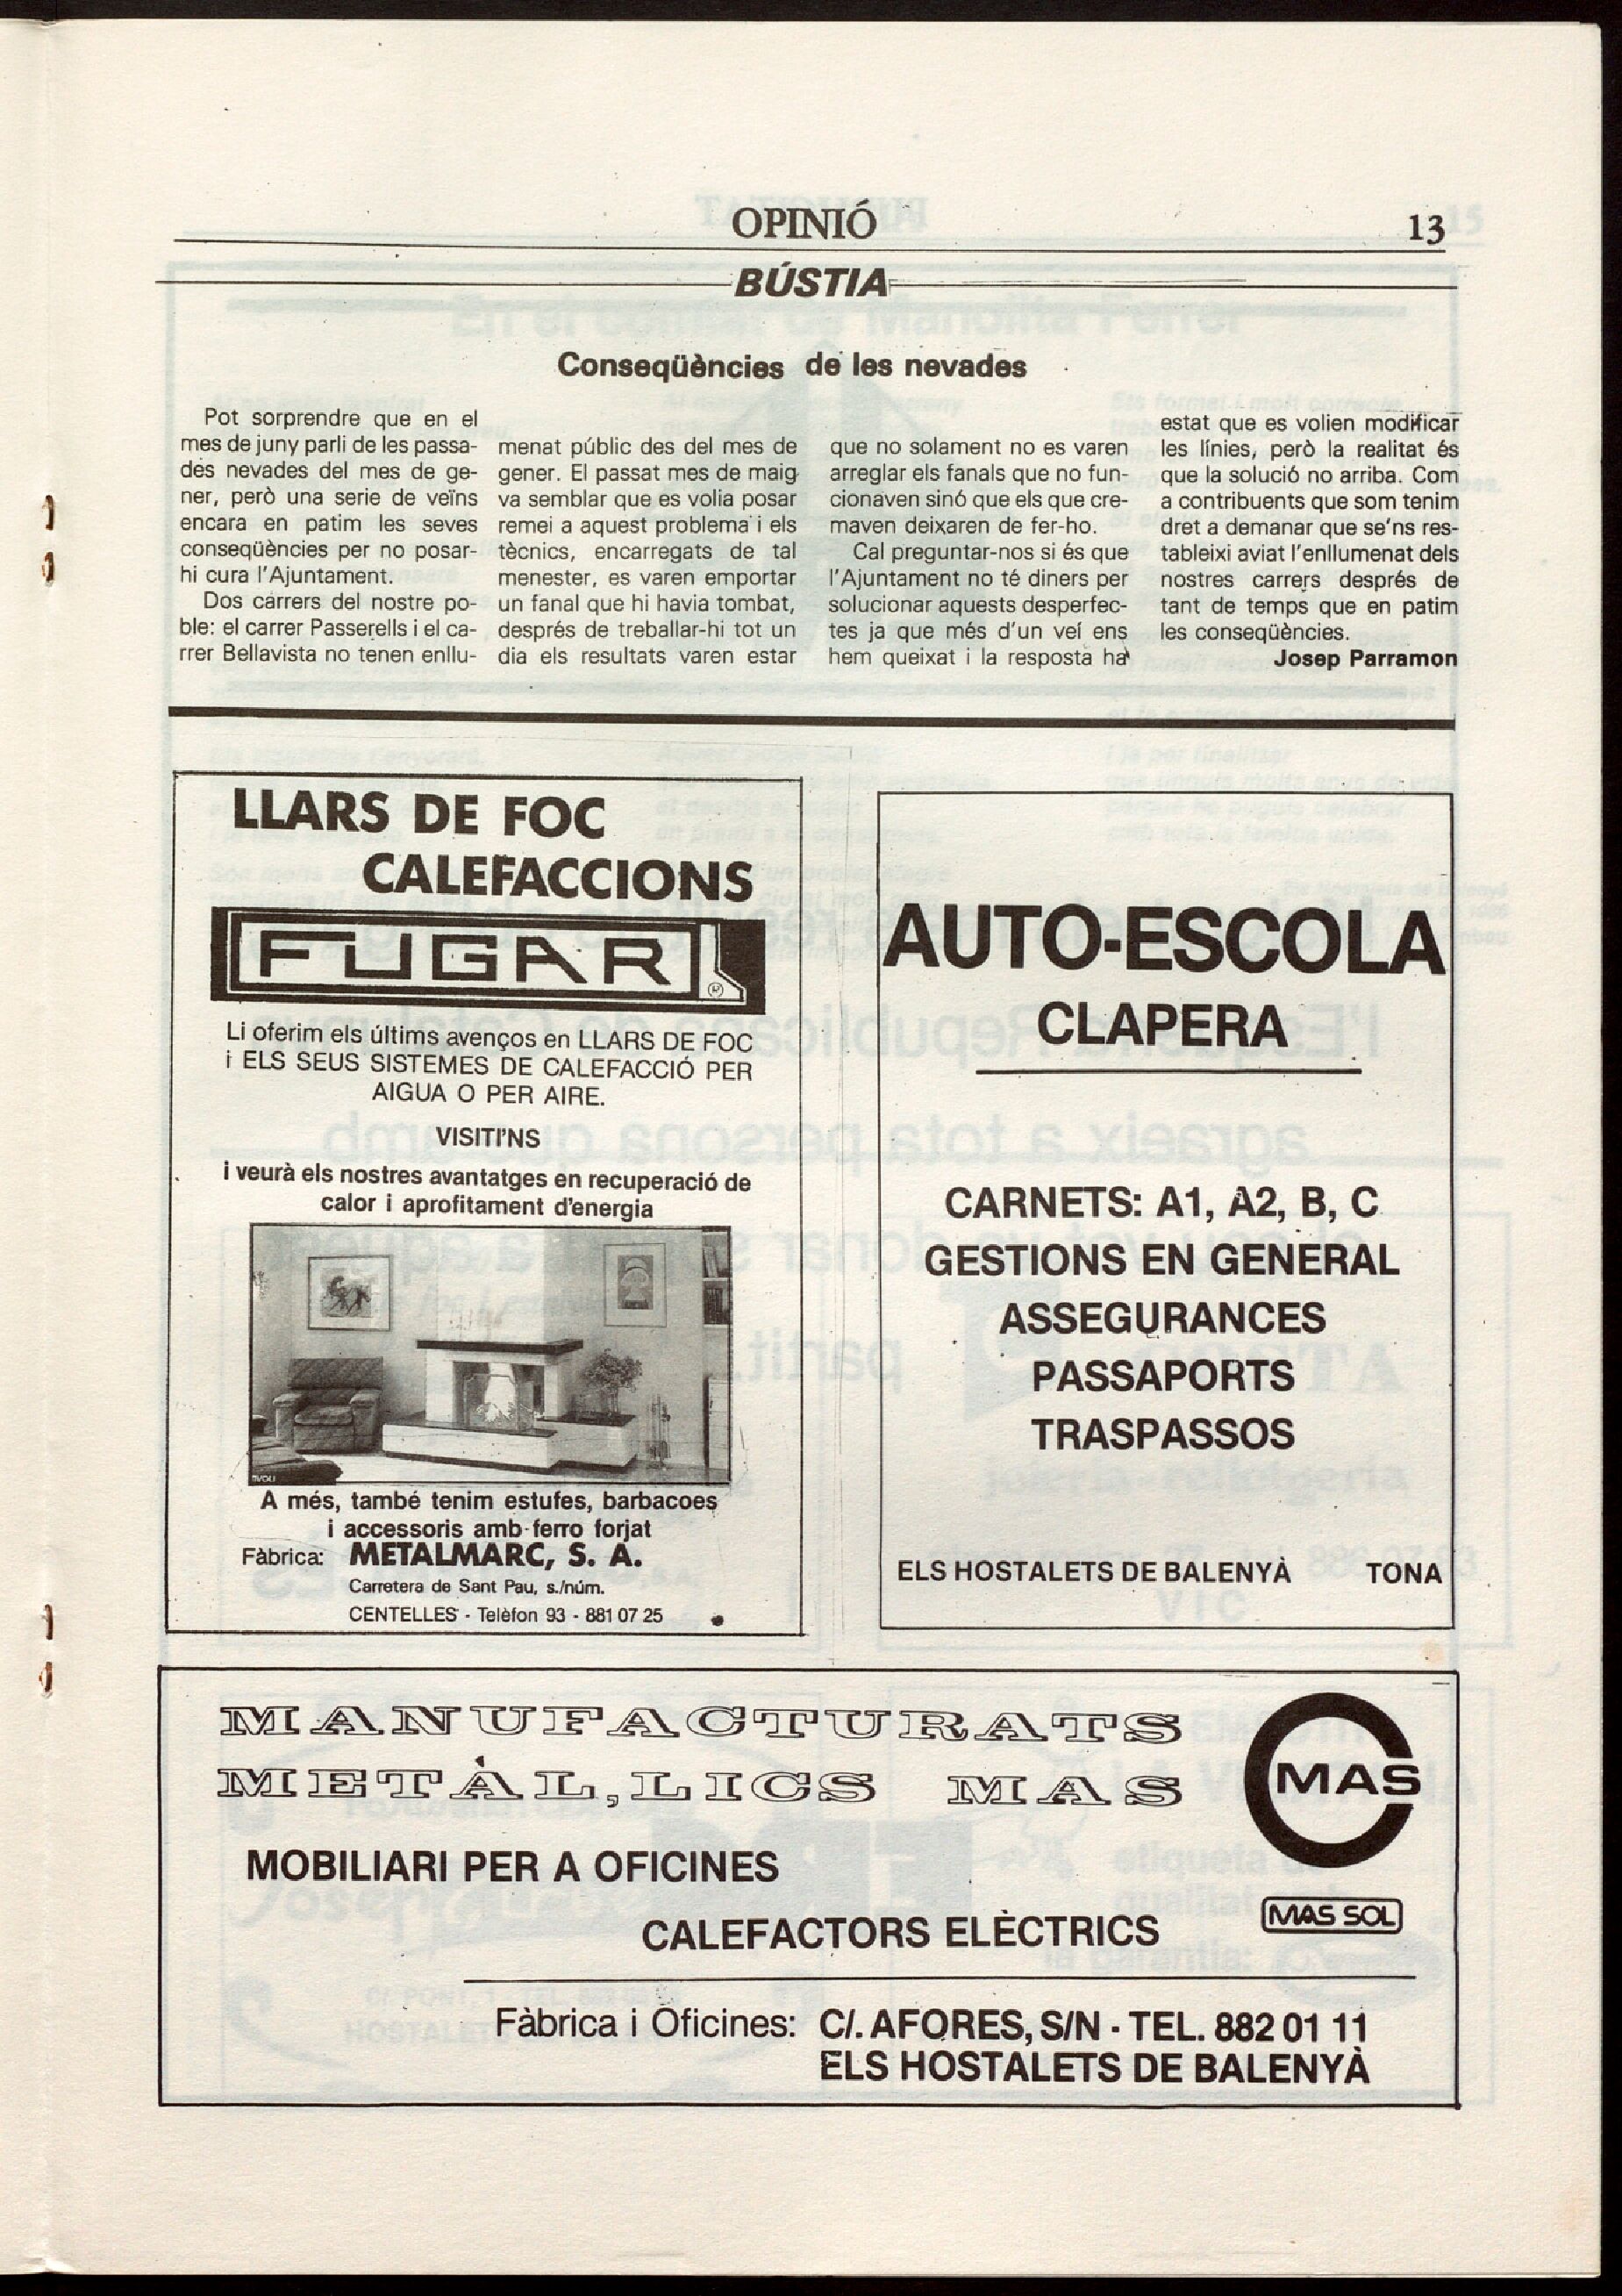 OPINIÓ
13
BÚSTIA
Conseqüències de les nevades
Pot sorprendre que en el
mes de juny parli de les passa-
des nevades del mes de ge-
ner, però una serie de veïns
encara en patim les seves
conseqüències per no posar-
hi cura l'Ajuntament.
Dos carrers del nostre po-
ble: el carrer Passerells i el ca-
rrer Bellavista no tenen enllu-
menat públic des del mes de
gener. El passat mes de maig
va semblar que es volia posar
remei a aquest problema i els
tècnics, encarregats de tal
menester, es varen emportar
un fanal que hi havia tombat,
després de treballar-hi tot un
dia els resultats varen estar
que no solament no es varen
arreglar els fanals que no fun-
cionaven sinó que els que cre-
maven deixaren de fer-ho.
Cal preguntar-nos si és que
l'Ajuntament no té diners per
solucionar aquests desperfec-
tes ja que més d'un veí ens
hem queixat i la resposta ha
estat que es volien modificar
les línies, però la realitat és
que la solució no arriba. Com
a contribuents que som tenim
dret a demanar que se'ns res-
tableixi aviat l'enllumenat dels
nostres carrers després de
tant de temps que en patim
les conseqüències.
Josep Parramon
LLARS DE FOC
CALEFACCIONS
FUGAR ®
Li oferim els últims avenços en LLARS DE FOC
i ELS SEUS SISTEMES DE CALEFACCIÓ PER
AIGUA O PER AIRE.
VISITI'NS
i veurà els nostres avantatges en recuperació de
calor i aprofitament d'energia
TIVOLI
A més, també tenim estufes, barbacoes
i accessoris amb ferro forjat
Fàbrica: METALMARC, S. A.
Carretera de Sant Pau, s./núm.
CENTELLES - Telèfon 93 - 881 07 25
AUTO-ESCOLA
CLAPERA
CARNETS: A1, A2, B, C
GESTIONS EN GENERAL
ASSEGURANCES
PASSAPORTS
TRASPASSOS
ELS HOSTALETS DE BALENYÀ TONA
MANUFACTURATS
METÀL,LICS MAS
MAS
MOBILIARI PER A OFICINES
MAS SOL
CALEFACTORS ELÈCTRICS
Fàbrica i Oficines: C/. AFORES, S/N - TEL. 882 01 11
ELS HOSTALETS DE BALENYÀ